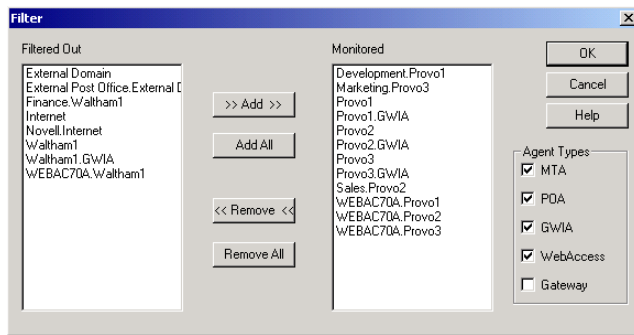 Filter
Filtered Out
External Domain
External Post Office.External D
Finance.Waltham1
Internet
Novell.Internet
Waltham1
Waltham1.GWIA
WEBAC70A.Waltham1
>> Add >>
Add All
<< Remove <<
Remove All
Monitored
Development.Provo1
Marketing.Provo3
Provo1
Provo1.GWIA
Provo2
Provo2.GWIA
Provo3
Provo3.GWIA
Sales.Provo2
WEBAC70A.Provo1
WEBAC70A.Provo2
WEBAC70A.Provo3
OK
Cancel
Help
Agent Types
MTA
POA
GWIA
WebAccess
Gateway